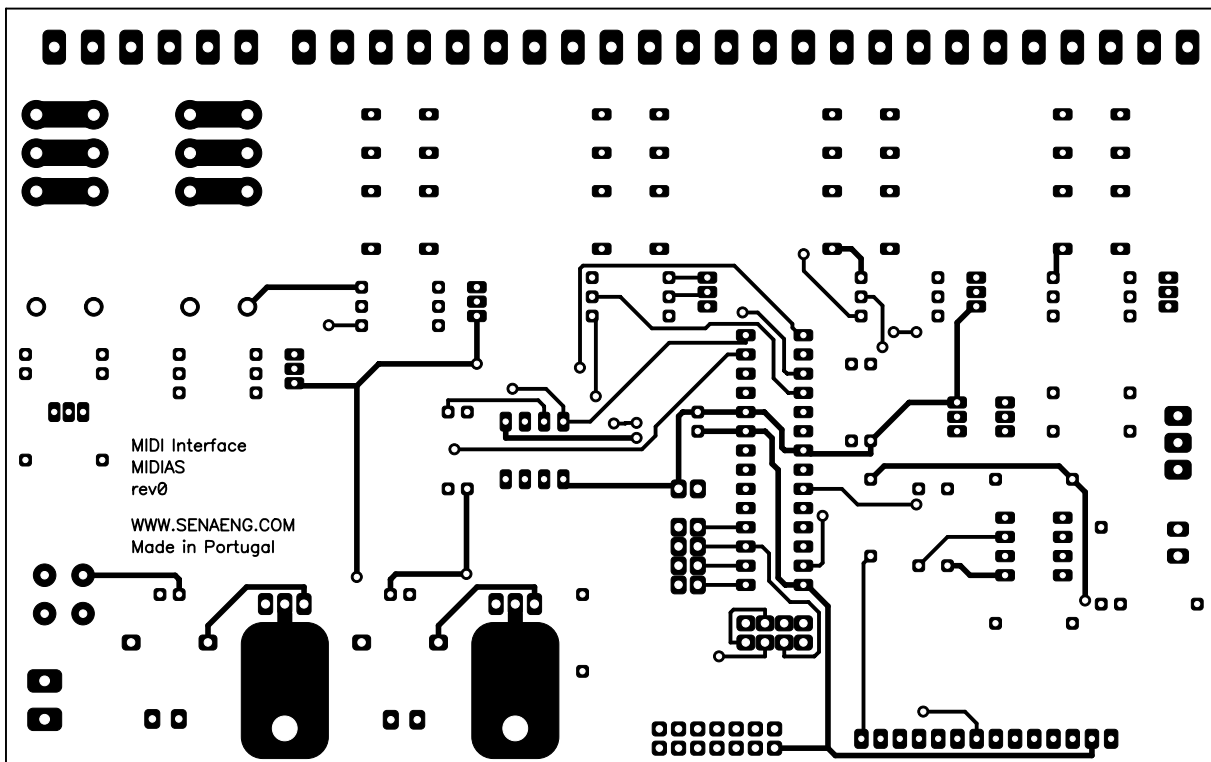 MIDI Interface
MIDIAS
rev0
WWW.SENAENG.COM
Made in Portugal